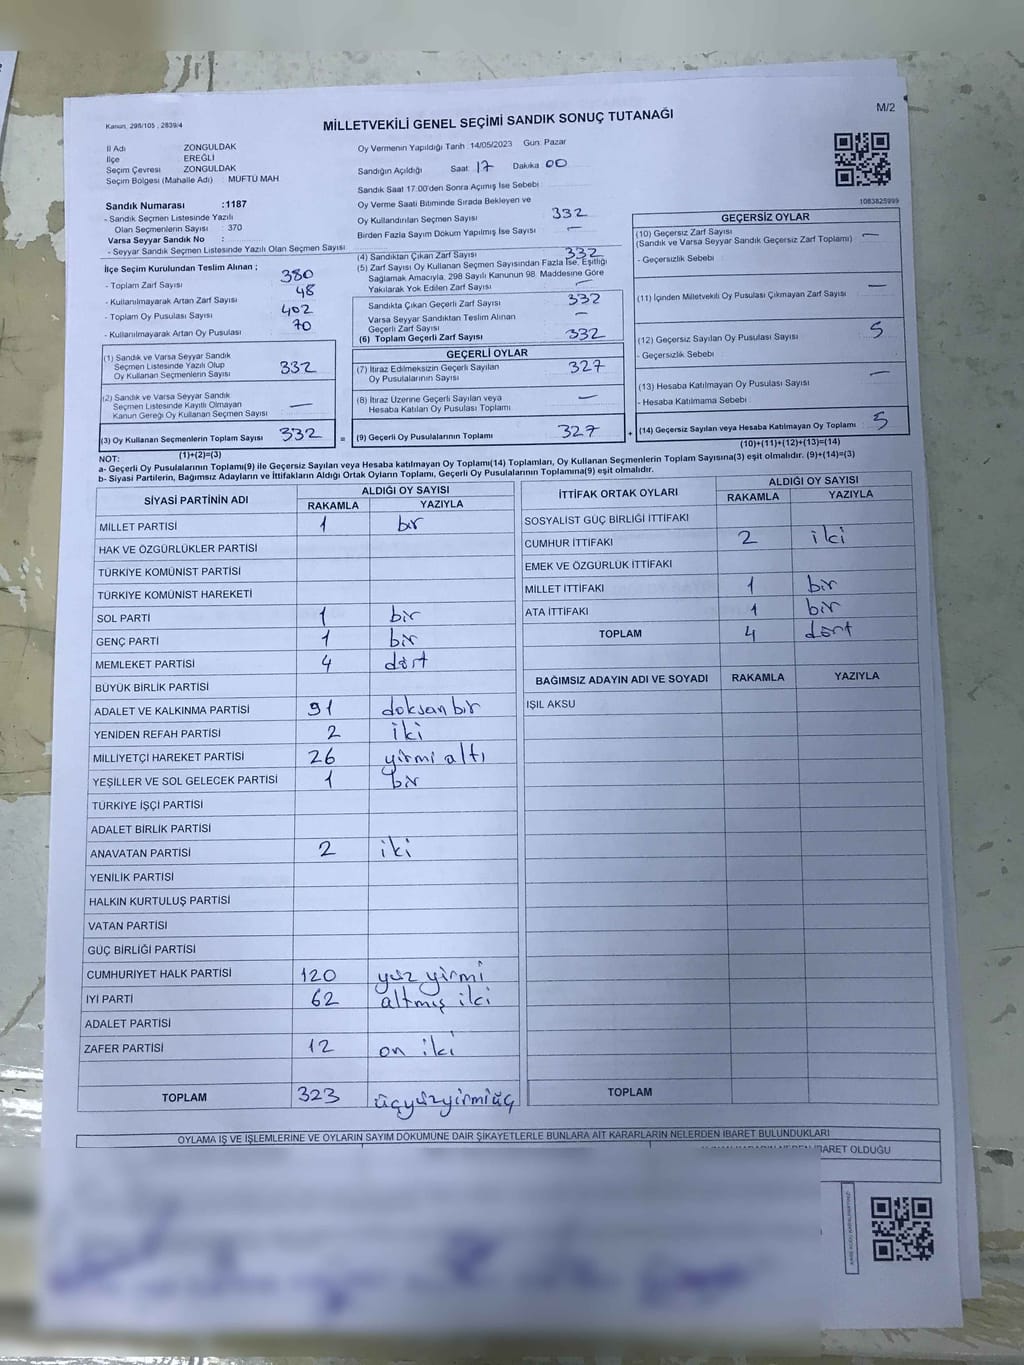 M/2
Kanun, 298/105 , 2839/4
MİLLETVEKİLİ GENEL SEÇİMİ SANDIK SONUÇ TUTANAĞI
İl Adı ZONGULDAK
İlçe EREĞLİ
Seçim Çevresi ZONGULDAK
Seçim Bölgesi (Mahalle Adı) : MUFTÜ MAH
Sandık Numarası :1187
- Sandık Seçmen Listesinde Yazılı
Olan Seçmenlerin Sayısı : 370
Varsa Seyyar Sandık No :
- Seyyar Sandık Seçmen Listesinde Yazılı Olan Seçmen Sayısı
Oy Vermenin Yapıldığı Tarih :14/05/2023 Gün: Pazar
Sandığın Açıldığı Saat: 17 Dakika :00
Sandık Saat 17:00'den Sonra Açmış İse Sebebi
Oy Verme Saati Bitiminde Sırada Bekleyen ve
Oy Kullandırılan Seçmen Sayısı 332
Birden Fazla Sayım Döküm Yapılmış İse Sayısı —
1083825999
İlçe Seçim Kurulundan Teslim Alınan ;
- Toplam Zarf Sayısı 380
- Kullanılmayarak Artan Zarf Sayısı 48
- Toplam Oy Pusulası Sayısı 402
- Kullanılmayarak Artan Oy Pusulası 70
(1) Sandık ve Varsa Seyyar Sandık
Seçmen Listesinde Yazılı Olup
Oy Kullanan Seçmenlerin Sayısı 332
(2) Sandık ve Varsa Seyyar Sandık
Seçmen Listesinde Kayıtlı Olmayan
Kanun Gereği Oy Kullanan Seçmen Sayısı —
(3) Oy Kullanan Seçmenlerin Toplam Sayısı 332
(1)+(2)=(3)
(4) Sandıktan Çıkan Zarf Sayısı 332
(5) Zarf Sayısı Oy Kullanan Seçmen Sayısından Fazla İse, Eşitliği
Sağlamak Amacıyla, 298 Sayılı Kanunun 98. Maddesine Göre
Yakılarak Yok Edilen Zarf Sayısı —
Sandıkta Çıkan Geçerli Zarf Sayısı 332
Varsa Seyyar Sandıktan Teslim Alınan
Geçerli Zarf Sayısı —
(6) Toplam Geçerli Zarf Sayısı 332
GEÇERLİ OYLAR
(7) İtiraz Edilmeksizin Geçerli Sayılan
Oy Pusulalarının Sayısı 327
(8) İtiraz Üzerine Geçerli Sayılan veya
Hesaba Katılan Oy Pusulası Toplamı —
= (9) Geçerli Oy Pusulalarının Toplamı 327
GEÇERSİZ OYLAR
(10) Geçersiz Zarf Sayısı
(Sandık ve Varsa Seyyar Sandık Geçersiz Zarf Toplamı) —
- Geçersizlik Sebebi :
(11) İçinden Milletvekili Oy Pusulası Çıkmayan Zarf Sayısı —
(12) Geçersiz Sayılan Oy Pusulası Sayısı 5
- Geçersizlik Sebebi :
(13) Hesaba Katılmayan Oy Pusulası Sayısı —
- Hesaba Katılmama Sebebi :
+ (14) Geçersiz Sayılan veya Hesaba Katılmayan Oy Toplamı 5
(10)+(11)+(12)+(13)=(14)
NOT:
a- Geçerli Oy Pusulalarının Toplamı(9) ile Geçersiz Sayılan veya Hesaba katılmayan Oy Toplamı(14) Toplamları, Oy Kullanan Seçmenlerin Toplam Sayısına(3) eşit olmalıdır. (9)+(14)=(3)
b- Siyasi Partilerin, Bağımsız Adayların ve İttifakların Aldığı Ortak Oyların Toplamı, Geçerli Oy Pusulalarının Toplamına(9) eşit olmalıdır.
SİYASİ PARTİNİN ADI ALDIĞI OY SAYISI
RAKAMLA YAZIYLA
MİLLET PARTİSİ 1 bir
HAK VE ÖZGÜRLÜKLER PARTİSİ
TÜRKİYE KOMÜNİST PARTİSİ
TÜRKİYE KOMÜNİST HAREKETİ
SOL PARTİ 1 bir
GENÇ PARTİ 1 bir
MEMLEKET PARTİSİ 4 dört
BÜYÜK BİRLİK PARTİSİ
ADALET VE KALKINMA PARTİSİ 91 doksan bir
YENİDEN REFAH PARTİSİ 2 iki
MİLLİYETÇİ HAREKET PARTİSİ 26 yirmi altı
YEŞİLLER VE SOL GELECEK PARTİSİ 1 bir
TÜRKİYE İŞÇİ PARTİSİ
ADALET BİRLİK PARTİSİ
ANAVATAN PARTİSİ 2 iki
YENİLİK PARTİSİ
HALKIN KURTULUŞ PARTİSİ
VATAN PARTİSİ
GÜÇ BİRLİĞİ PARTİSİ
CUMHURİYET HALK PARTİSİ 120 yüz yirmi
İYİ PARTİ 62 altmış iki
ADALET PARTİSİ
ZAFER PARTİSİ 12 on iki
TOPLAM 323 üçyüzyirmiüç
İTTİFAK ORTAK OYLARI ALDIĞI OY SAYISI
RAKAMLA YAZIYLA
SOSYALİST GÜÇ BİRLİĞİ İTTİFAKI
CUMHUR İTTİFAKI 2 iki
EMEK VE ÖZGÜRLÜK İTTİFAKI
MİLLET İTTİFAKI 1 bir
ATA İTTİFAKI 1 bir
TOPLAM 4 dört
BAĞIMSIZ ADAYIN ADI VE SOYADI RAKAMLA YAZIYLA
IŞIL AKSU
TOPLAM
OYLAMA İŞ VE İŞLEMLERİNE VE OYLARIN SAYIM DÖKÜMÜNE DAİR ŞİKAYETLERLE BUNLARA AİT KARARLARIN NELERDEN İBARET BULUNDUKLARI
İBARET OLDUĞU